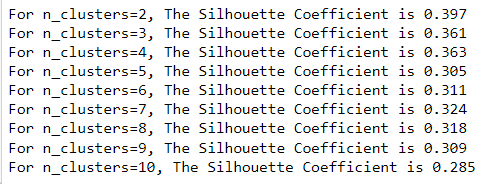 For n_clusters=2, The Silhouette Coefficient is 0.397
For n_clusters=3, The Silhouette Coefficient is 0.361
For n_clusters=4, The Silhouette Coefficient is 0.363
For n_clusters=5, The Silhouette Coefficient is 0.305
For n_clusters=6, The Silhouette Coefficient is 0.311
For n_clusters=7, The Silhouette Coefficient is 0.324
For n_clusters=8, The Silhouette Coefficient is 0.318
For n_clusters=9, The Silhouette Coefficient is 0.309
For n_clusters=10, The Silhouette Coefficient is 0.285